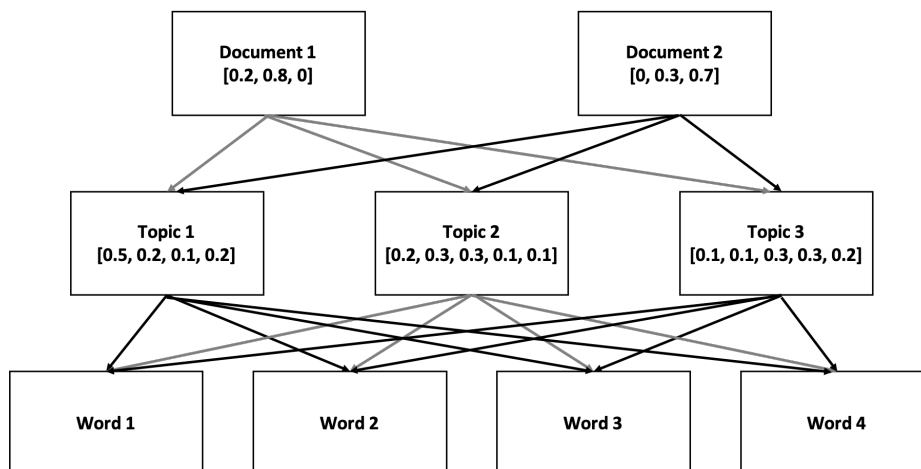 Document 1
[0.2, 0.8, 0]
Document 2
[0, 0.3, 0.7]
Topic 1
[0.5, 0.2, 0.1, 0.2]
Topic 2
[0.2, 0.3, 0.3, 0.1, 0.1]
Topic 3
[0.1, 0.1, 0.3, 0.3, 0.2]
Word 1
Word 2
Word 3
Word 4